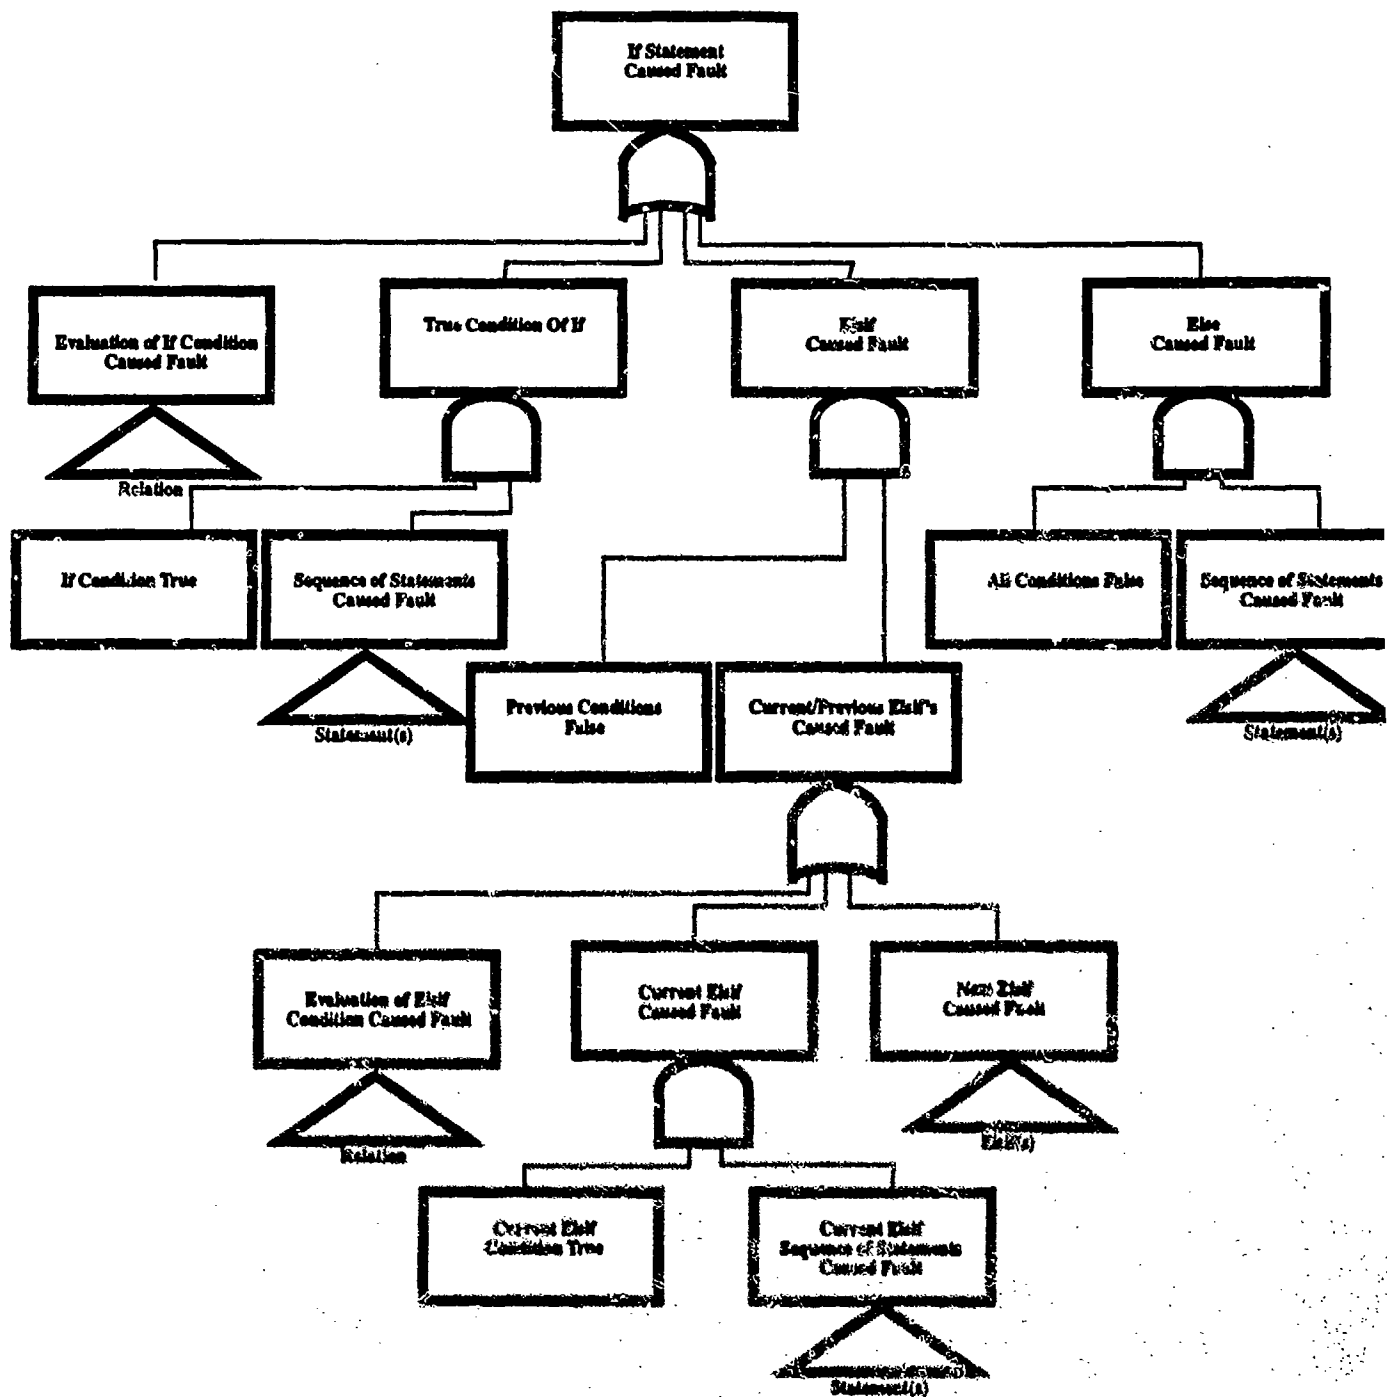 If Statement
Caused Fault
Evaluation of If Condition
Caused Fault
True Condition Of If
Elsif
Caused Fault
Else
Caused Fault
Relation
If Condition True
Sequence of Statements
Caused Fault
Statement(s)
Previous Conditions
False
Current/Previous Elsif's
Caused Fault
All Conditions False
Sequence of Statements
Caused Fault
Statement(s)
Evaluation of Elsif
Condition Caused Fault
Relation
Current Elsif
Caused Fault
Next Elsif
Caused Fault
Elsif(s)
Current Elsif
Condition True
Current Elsif
Sequence of Statements
Caused Fault
Statement(s)